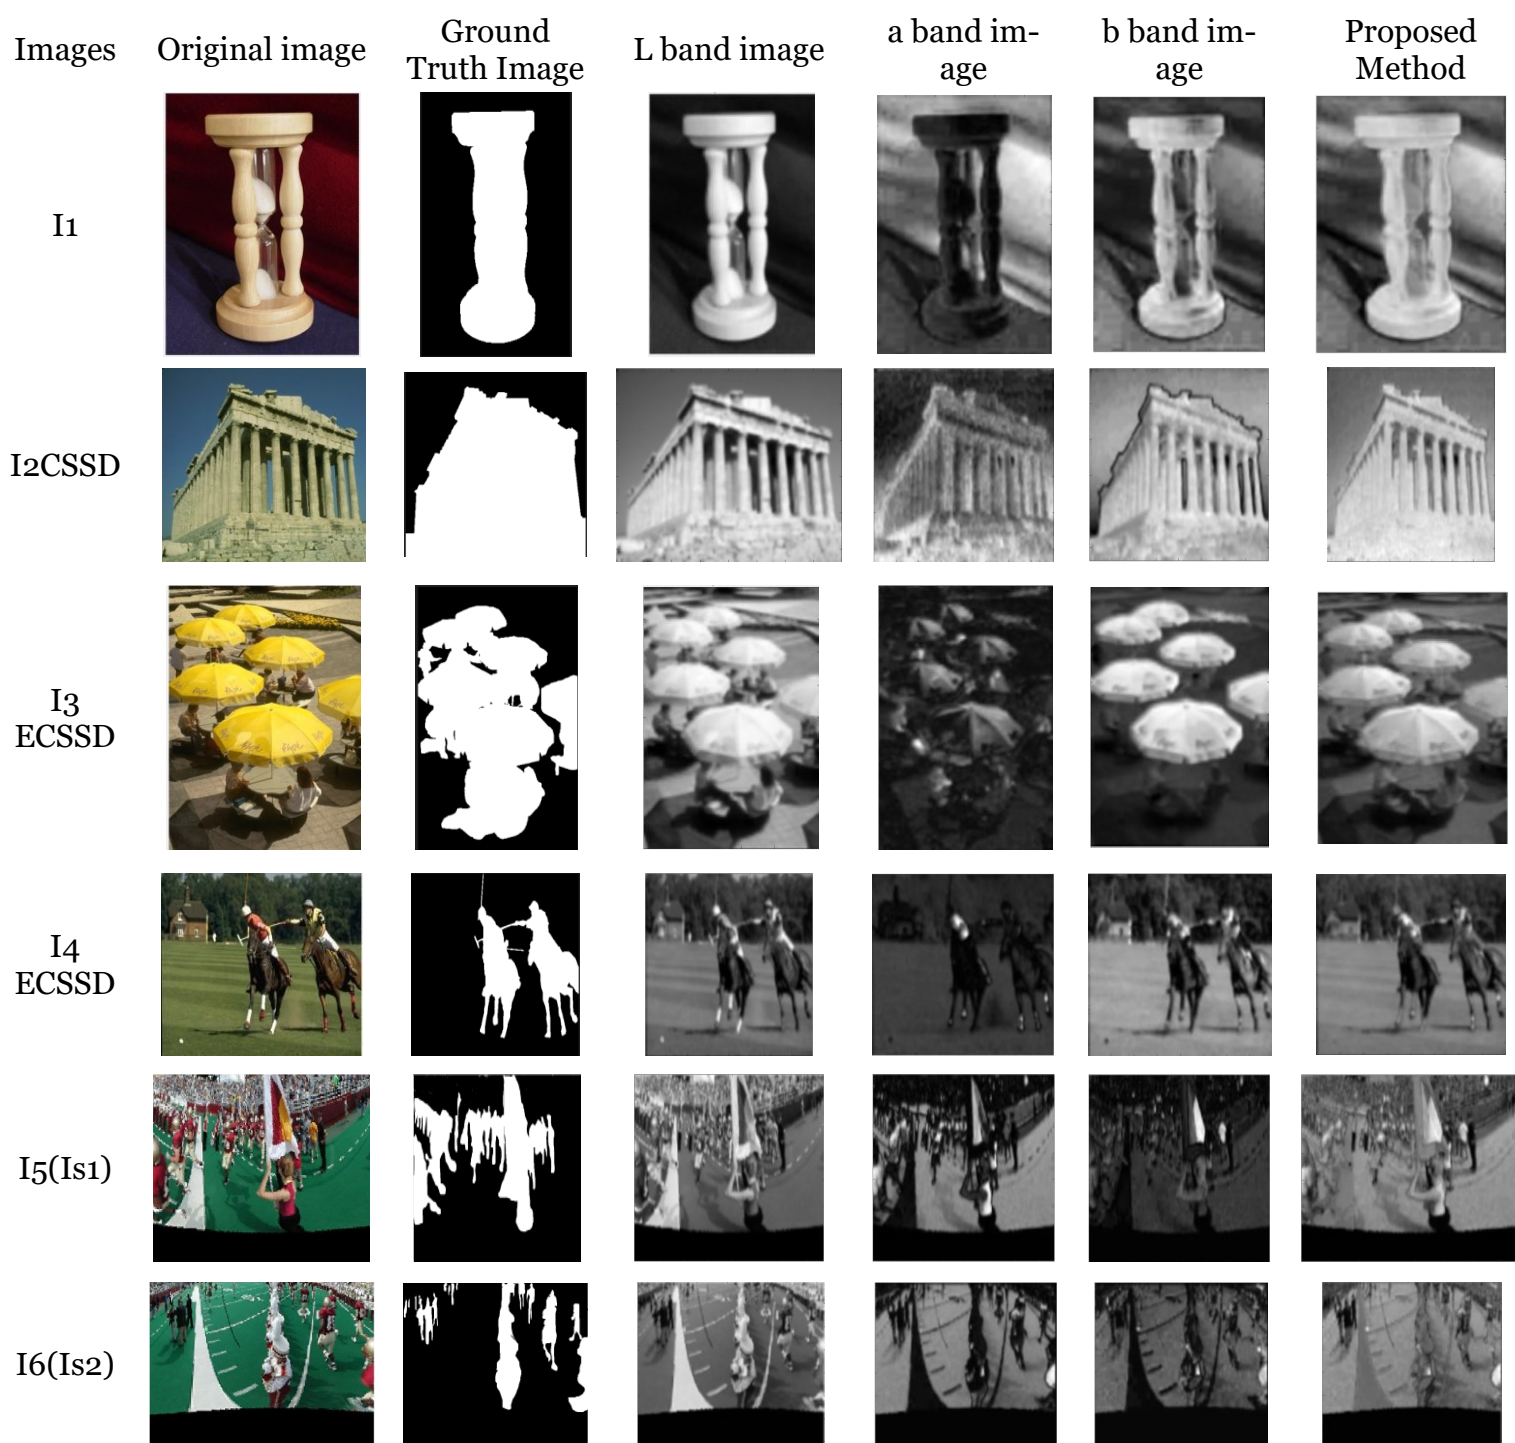 Images
Original image
Ground
Truth Image
L band image
a band im-
age
b band im-
age
Proposed
Method
I1
I2CSSD
I3
ECSSD
I4
ECSSD
I5(Is1)
I6(Is2)